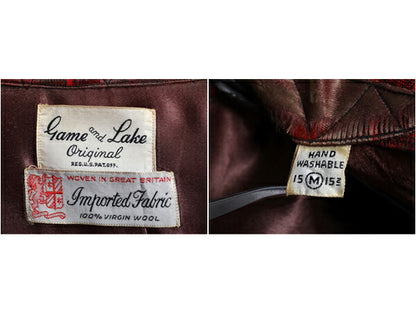 Game and Lake
Original
REG. U.S. PAT. OFF.
WOVEN IN GREAT BRITAIN
Imported Fabric
100% VIRGIN WOOL
HAND
WASHABLE
15 M 15½